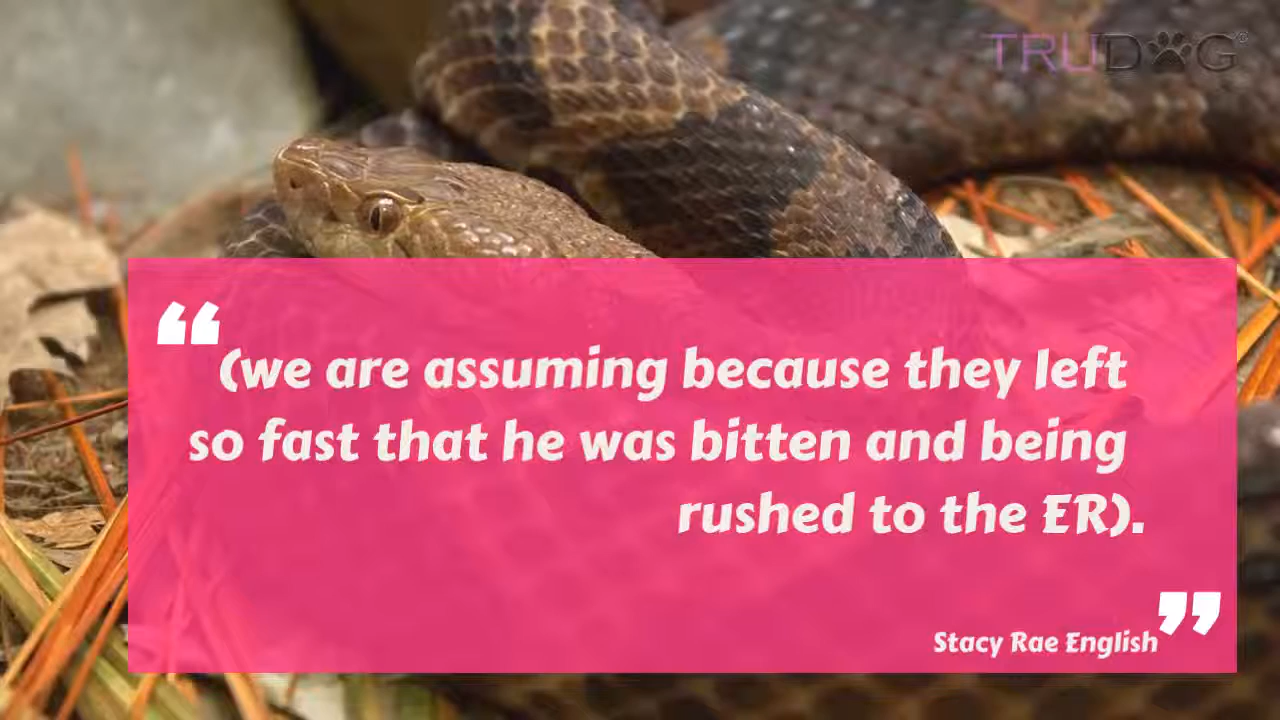 TRUDOG®
“(we are assuming because they left
so fast that he was bitten and being
rushed to the ER).
Stacy Rae English”